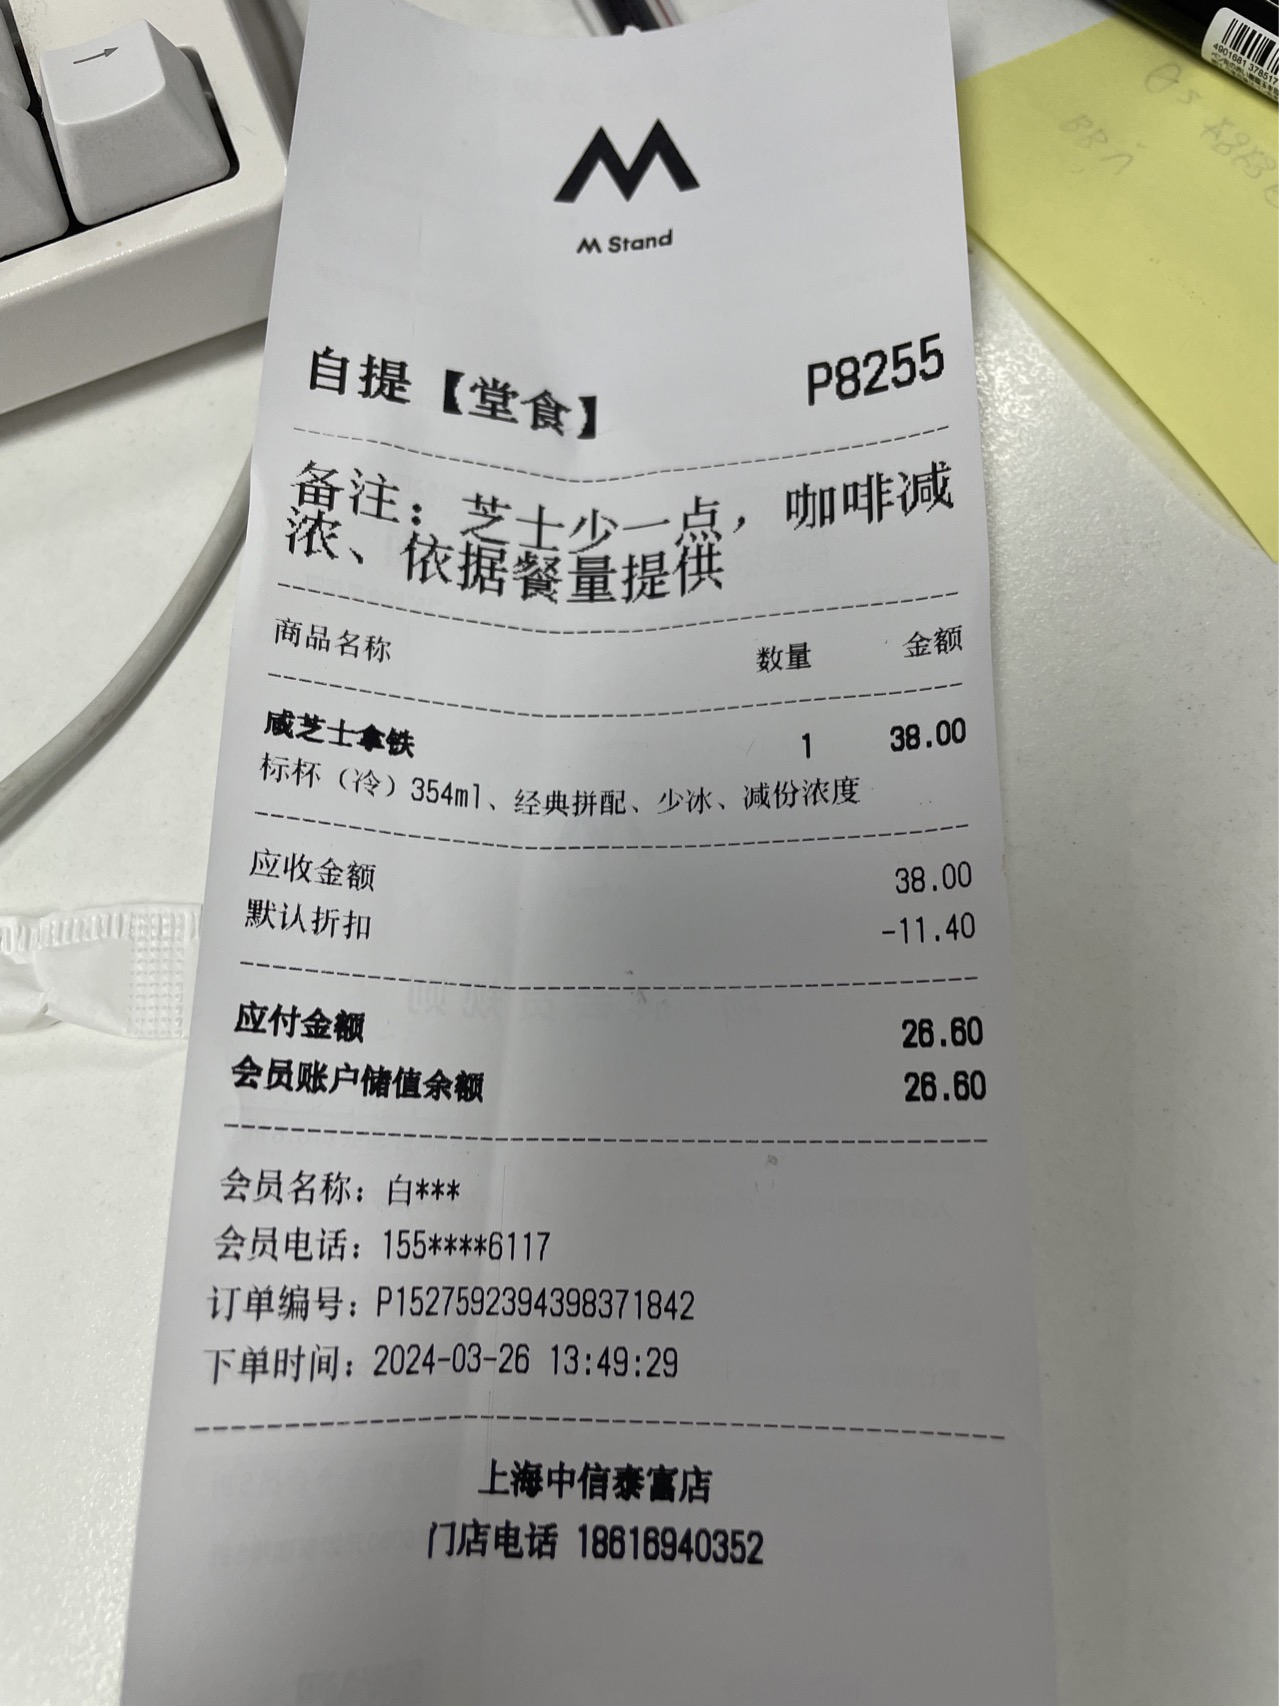 4901681 37851
M Stand
自提【堂食】 P8255
备注：芝士少一点，咖啡减
浓、依据餐量提供
商品名称 数量 金额
咸芝士拿铁 1 38.00
标杯（冷）354ml、经典拼配、少冰、减份浓度
应收金额 38.00
默认折扣 -11.40
应付金额 26.60
会员账户储值余额 26.60
会员名称：白***
会员电话：155****6117
订单编号：P1527592394398371842
下单时间：2024-03-26 13:49:29
上海中信泰富店
门店电话 18616940352